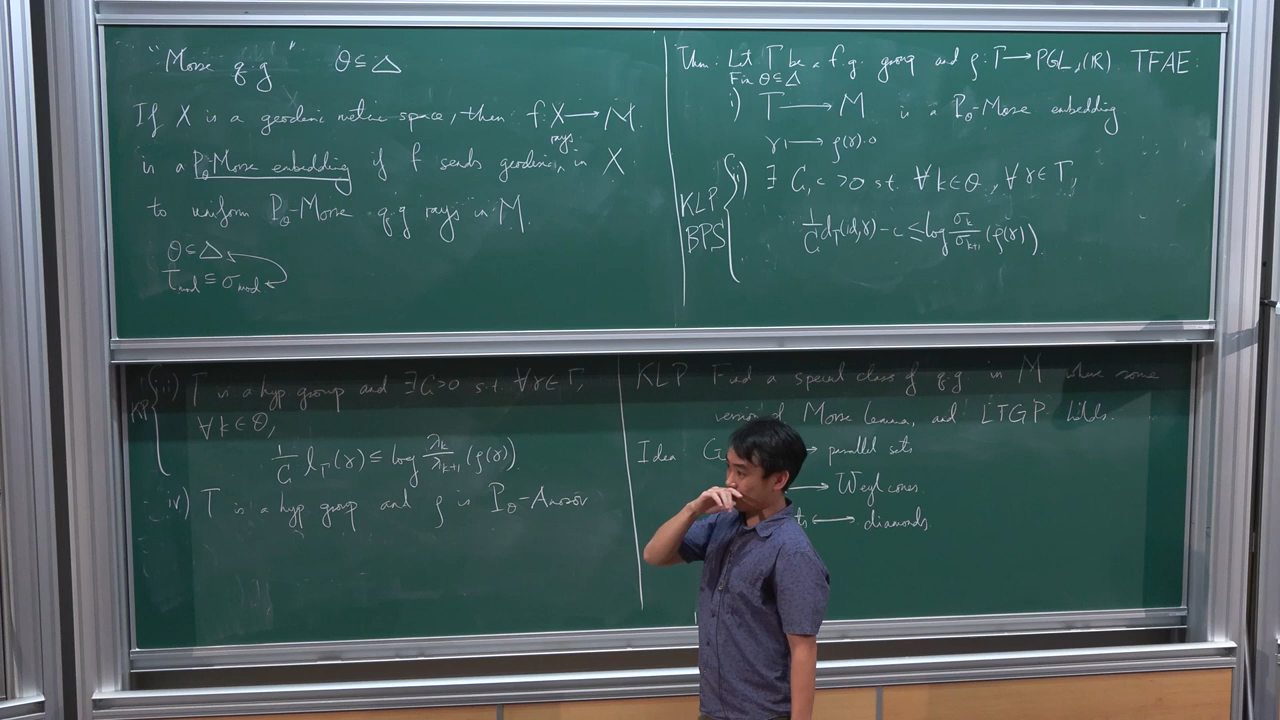 "Morse q.g" Θ⊆Δ
If X is a geodesic metric space, then f: X → M
is a P_Θ-Morse embedding if f sends geodesic rays in X
to uniform P_Θ-Morse q.g rays in M.
Θ⊆Δ
τ_mod ⊆ σ_mod
Thm: Let Γ be a f.g. group and ρ: Γ → PGL_d(ℝ). TFAE:
Fix Θ⊆Δ
i) Γ → M is a P_Θ-Morse embedding
γ ↦ ρ(γ)·o
KLP BPS { ii) ∃ C, c >0 s.t. ∀ k∈Θ, ∀ γ∈Γ,
1/C d_Γ(id,γ) - c ≤ log σ_k/σ_{k+1} (ρ(γ))
KP { iii) Γ is a hyp group and ∃ C>0 s.t. ∀γ∈Γ,
∀ k∈Θ,
1/C l_Γ(γ) ≤ log λ_k/λ_{k+1} (ρ(γ))
iv) Γ is a hyp group and ρ is P_Θ-Anosov
KLP Find a special class of q.g. in M where some
version of Morse lemma, and LTGP holds.
Idea G → parallel sets
→ Weyl cones
ts ↔ diamonds.